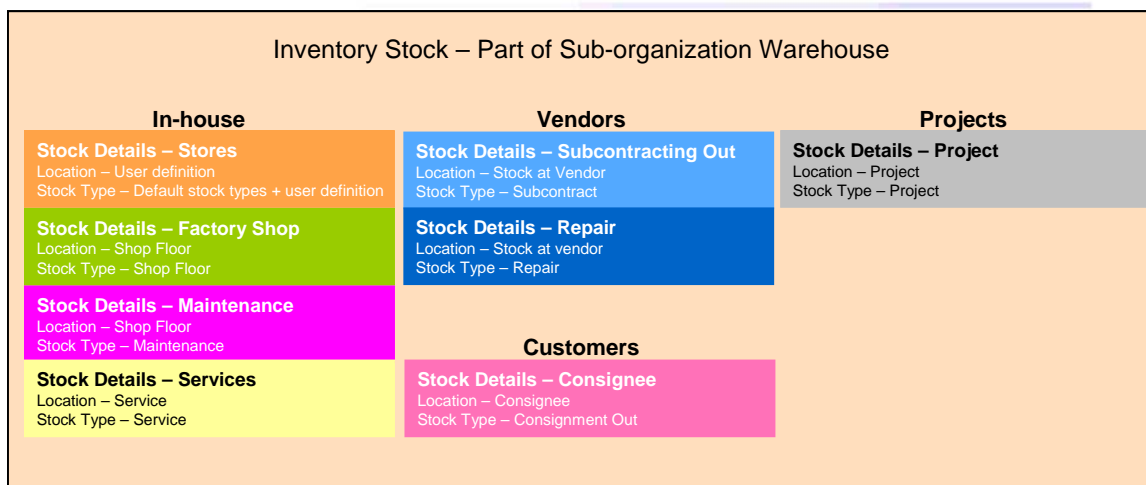 Inventory Stock – Part of Sub-organization Warehouse
In-house
Stock Details – Stores
Location – User definition
Stock Type – Default stock types + user definition
Stock Details – Factory Shop
Location – Shop Floor
Stock Type – Shop Floor
Stock Details – Maintenance
Location – Shop Floor
Stock Type – Maintenance
Stock Details – Services
Location – Service
Stock Type – Service
Vendors
Stock Details – Subcontracting Out
Location – Stock at Vendor
Stock Type – Subcontract
Stock Details – Repair
Location – Stock at vendor
Stock Type – Repair
Customers
Stock Details – Consignee
Location – Consignee
Stock Type – Consignment Out
Projects
Stock Details – Project
Location – Project
Stock Type – Project